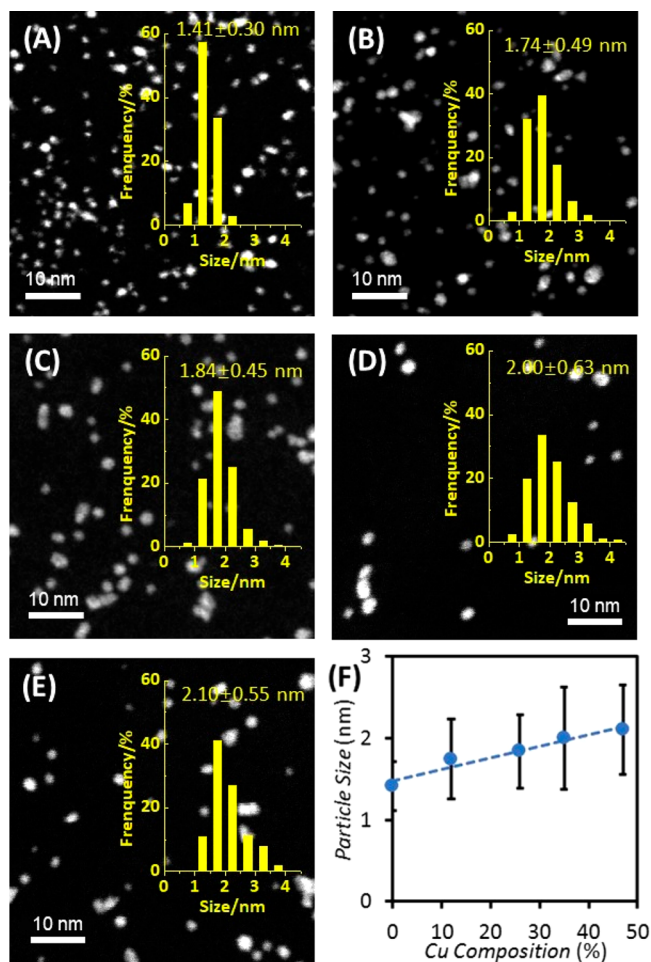 (A)
1.41±0.30 nm
60
40
20
0
Frenquency/%
0 1 2 3 4
Size/nm
10 nm
(B)
1.74±0.49 nm
60
40
20
0
Frenquency/%
0 1 2 3 4
Size/nm
10 nm
(C)
1.84±0.45 nm
60
40
20
0
Frenquency/%
0 1 2 3 4
Size/nm
10 nm
(D)
2.00±0.63 nm
60
40
20
0
Frenquency/%
0 1 2 3 4
Size/nm
10 nm
(E)
2.10±0.55 nm
60
40
20
0
Frenquency/%
0 1 2 3 4
Size/nm
10 nm
(F)
3
2
1
0
Particle Size (nm)
0 10 20 30 40 50
Cu Composition (%)